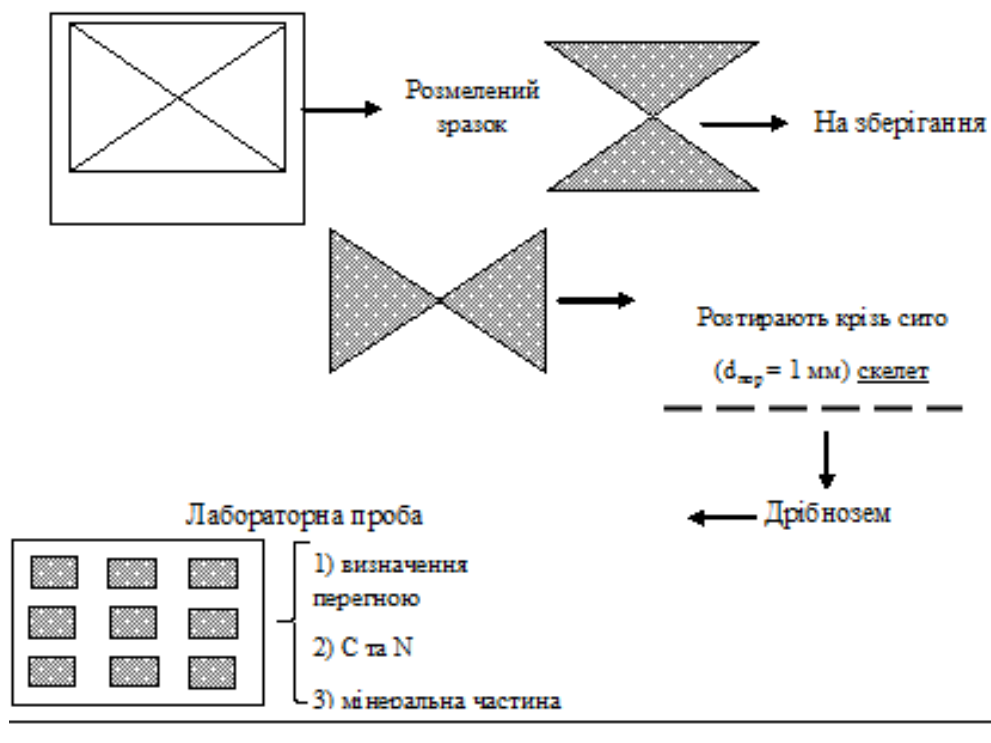 Розмелений
зразок
На зберігання
Розтирають крізь сито
(dпор = 1 мм) скелет
Дрібнозем
Лабораторна проба
1) визначення
перегною
2) С та N
3) мінеральна частина